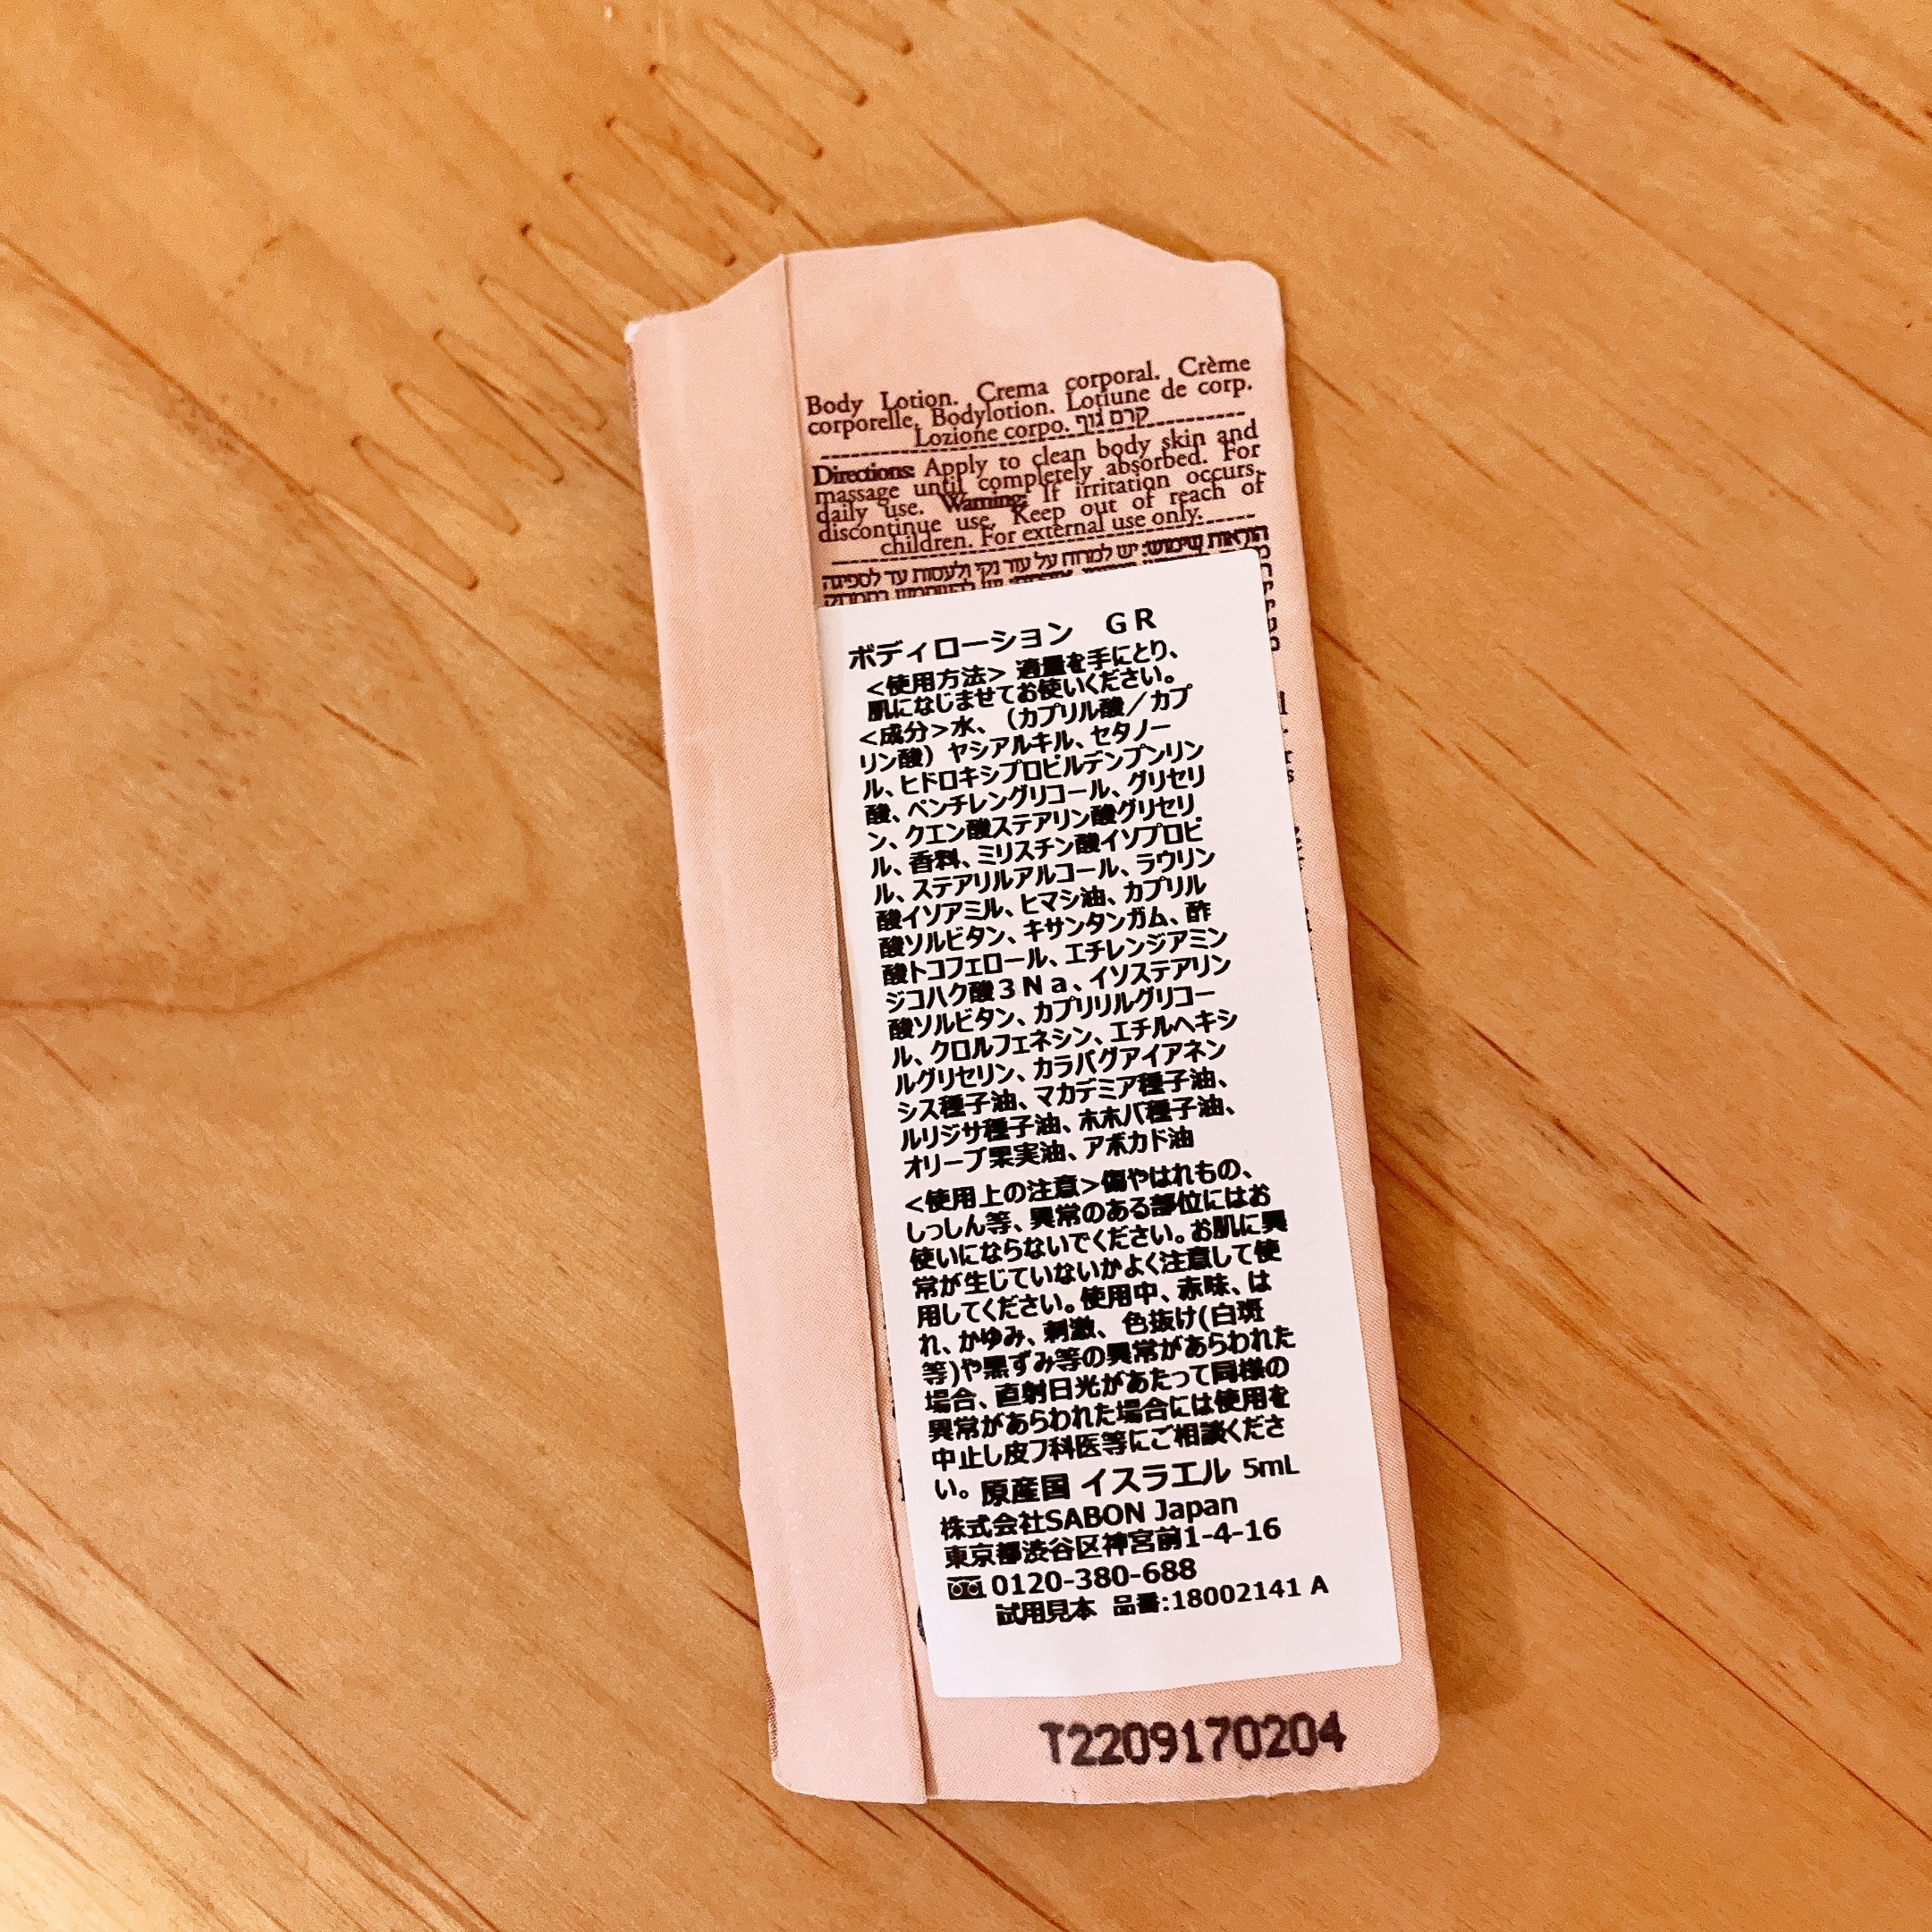 Body Lotion. Crema corporal. Crème
corporelle. Bodylotion. Loțiune de corp.
Lozione corpo. קרם גוף
Directions: Apply to clean body skin and
massage until completely absorbed. For
daily use. Warning: If irritation occurs,
discontinue use. Keep out of reach of
children. For external use only.
הוראות שימוש: יש למרוח על עור נקי ולעסות עד לספיגה
ボディローション　ＧＲ
＜使用方法＞ 適量を手にとり、
肌になじませてお使いください。
＜成分＞水、（カプリル酸／カプ
リン酸）ヤシアルキル、セタノー
ル、ヒドロキシプロピルデンプンリン
酸、ペンチレングリコール、グリセリ
ン、クエン酸ステアリン酸グリセリ
ル、香料、ミリスチン酸イソプロピ
ル、ステアリルアルコール、ラウリン
酸イソアミル、ヒマシ油、カプリル
酸ソルビタン、キサンタンガム、酢
酸トコフェロール、エチレンジアミン
ジコハク酸３Ｎａ、イソステアリン
酸ソルビタン、カプリリルグリコー
ル、クロルフェネシン、エチルヘキシ
ルグリセリン、カラパグアイアネン
シス種子油、マカデミア種子油、
ルリジサ種子油、ホホバ種子油、
オリーブ果実油、アボカド油
＜使用上の注意＞傷やはれもの、
しっしん等、異常のある部位にはお
使いにならないでください。お肌に異
常が生じていないかよく注意して使
用してください。使用中、赤味、は
れ、かゆみ、刺激、色抜け(白斑
等)や黒ずみ等の異常があらわれた
場合、直射日光があたって同様の
異常があらわれた場合には使用を
中止し皮フ科医等にご相談くださ
い。原産国 イスラエル 5mL
株式会社SABON Japan
東京都渋谷区神宮前1-4-16
0120-380-688
試用見本 品番:18002141 A
T2209170204